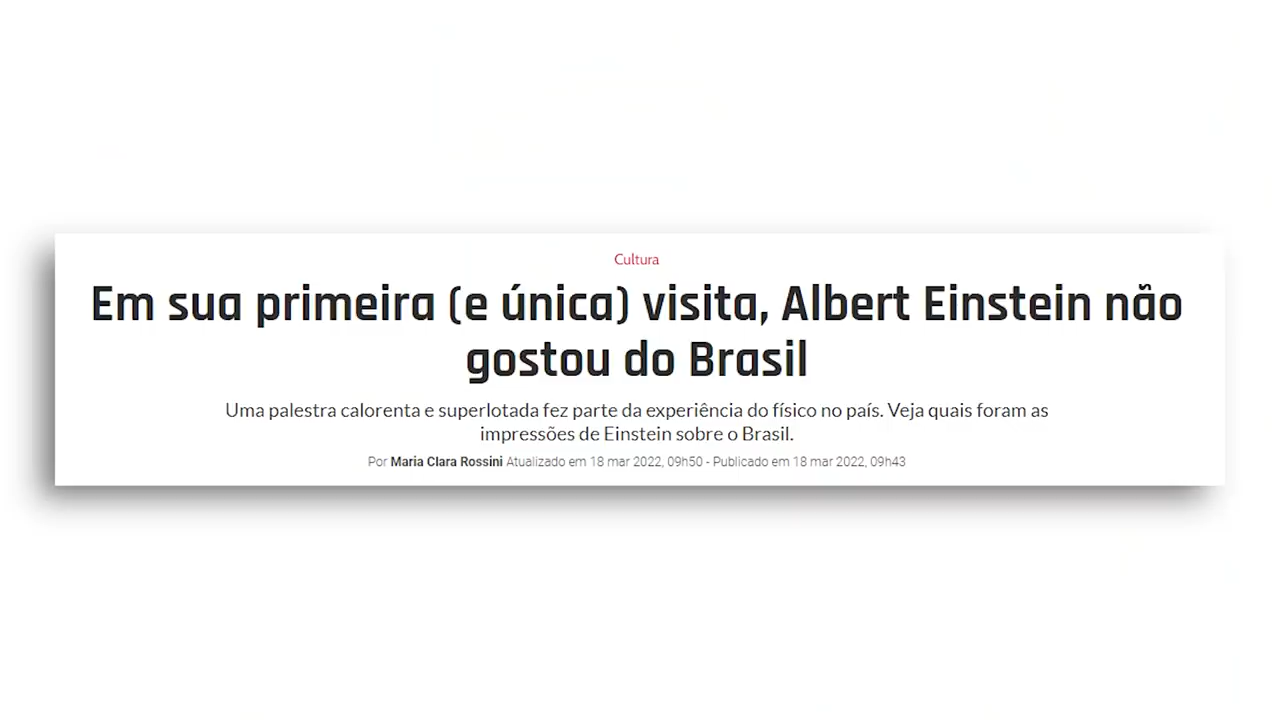 Cultura
Em sua primeira (e única) visita, Albert Einstein não
gostou do Brasil
Uma palestra calorenta e superlotada fez parte da experiência do físico no país. Veja quais foram as
impressões de Einstein sobre o Brasil.
Por Maria Clara Rossini Atualizado em 18 mar 2022, 09h50 - Publicado em 18 mar 2022, 09h43